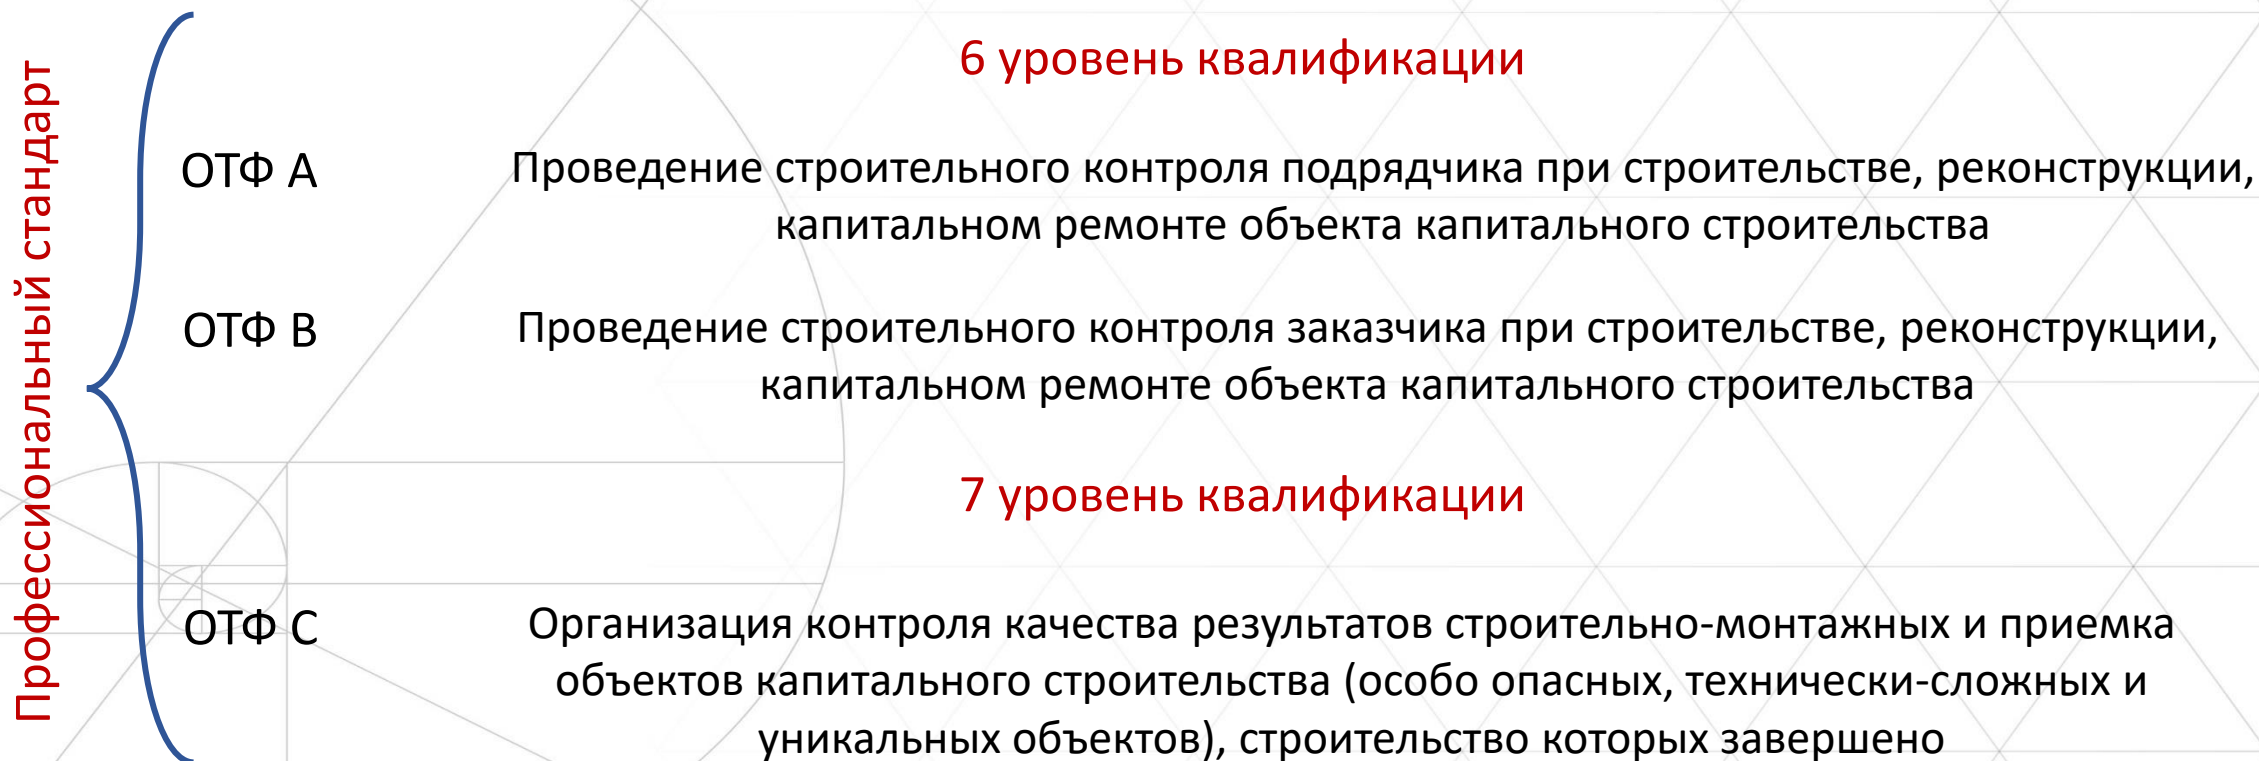 Профессиональный стандарт
6 уровень квалификации
ОТФ А
Проведение строительного контроля подрядчика при строительстве, реконструкции,
капитальном ремонте объекта капитального строительства
ОТФ В
Проведение строительного контроля заказчика при строительстве, реконструкции,
капитальном ремонте объекта капитального строительства
7 уровень квалификации
ОТФ С
Организация контроля качества результатов строительно-монтажных и приемка
объектов капитального строительства (особо опасных, технически-сложных и
уникальных объектов), строительство которых завершено